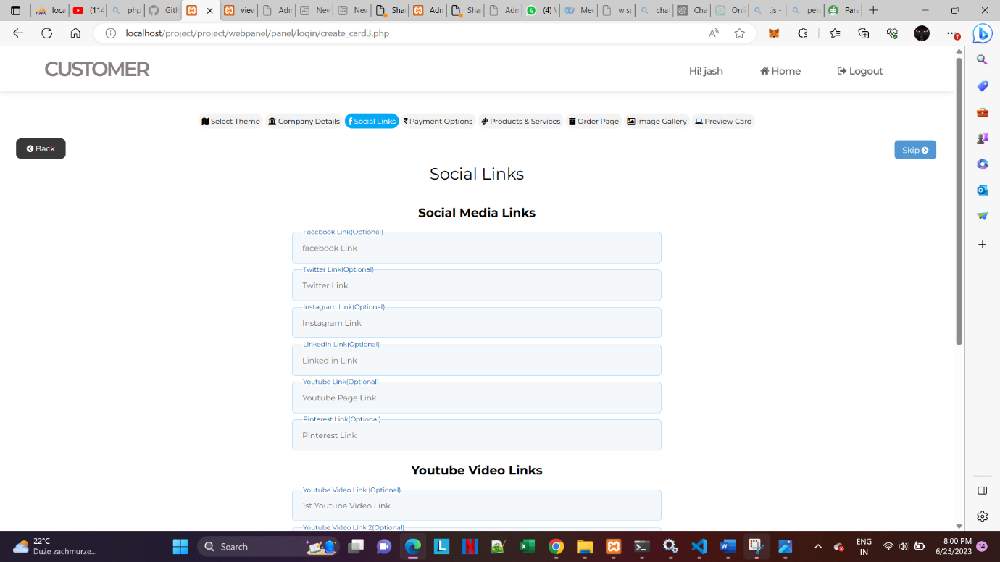 loca
(114
php
Gith
view
Adn
New
New
Sha
Adn
Sha
Adn
(4) W
Mee
w sp
chat
Cha
Onli
.js -
pera
Para
localhost/project/project/webpanel/panel/login/create_card3.php
CUSTOMER
Hi! jash
Home
Logout
Select Theme
Company Details
Social Links
Payment Options
Products & Services
Order Page
Image Gallery
Preview Card
Back
Skip
Social Links
Social Media Links
Facebook Link(Optional)
facebook Link
Twitter Link(Optional)
Twitter Link
Instagram Link(Optional)
Instagram Link
LinkedIn Link(Optional)
Linked in Link
Youtube Link(Optional)
Youtube Page Link
Pinterest Link(Optional)
Pinterest Link
Youtube Video Links
Youtube Video Link (Optional)
1st Youtube Video Link
Youtube Video Link 2(Optional)
22°C
Duże zachmurze...
Search
ENG
IN
8:00 PM
6/25/2023
14